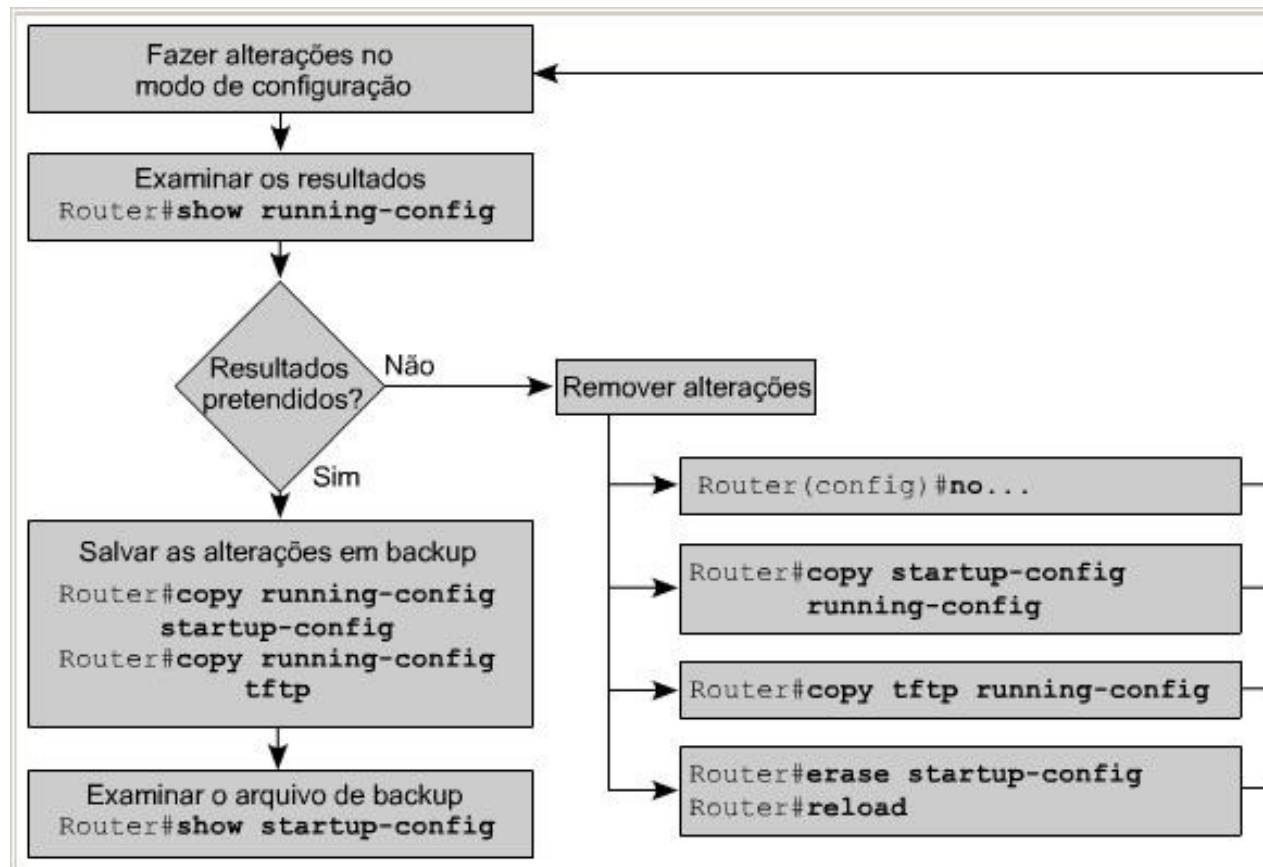 Fazer alterações no
modo de configuração
Examinar os resultados
Router#show running-config
Resultados
pretendidos?
Não
Sim
Remover alterações
Router(config)#no...
Router#copy startup-config
running-config
Router#copy tftp running-config
Router#erase startup-config
Router#reload
Salvar as alterações em backup
Router#copy running-config
startup-config
Router#copy running-config
tftp
Examinar o arquivo de backup
Router#show startup-config